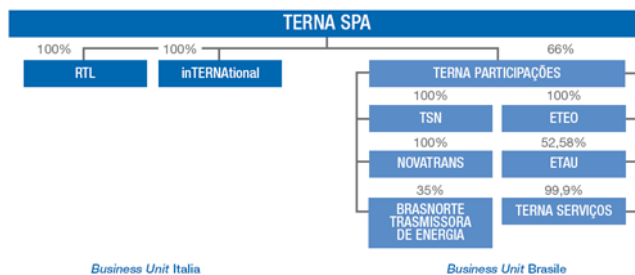 TERNA SPA
100% 100% 66%
RTL inTERNAtional TERNA PARTICIPAÇÕES
100% 100%
TSN ETEO
100% 52,58%
NOVATRANS ETAU
35% 99,9%
BRASNORTE
TRASMISSORA
DE ENERGIA
TERNA SERVIÇOS
Business Unit Italia Business Unit Brasile